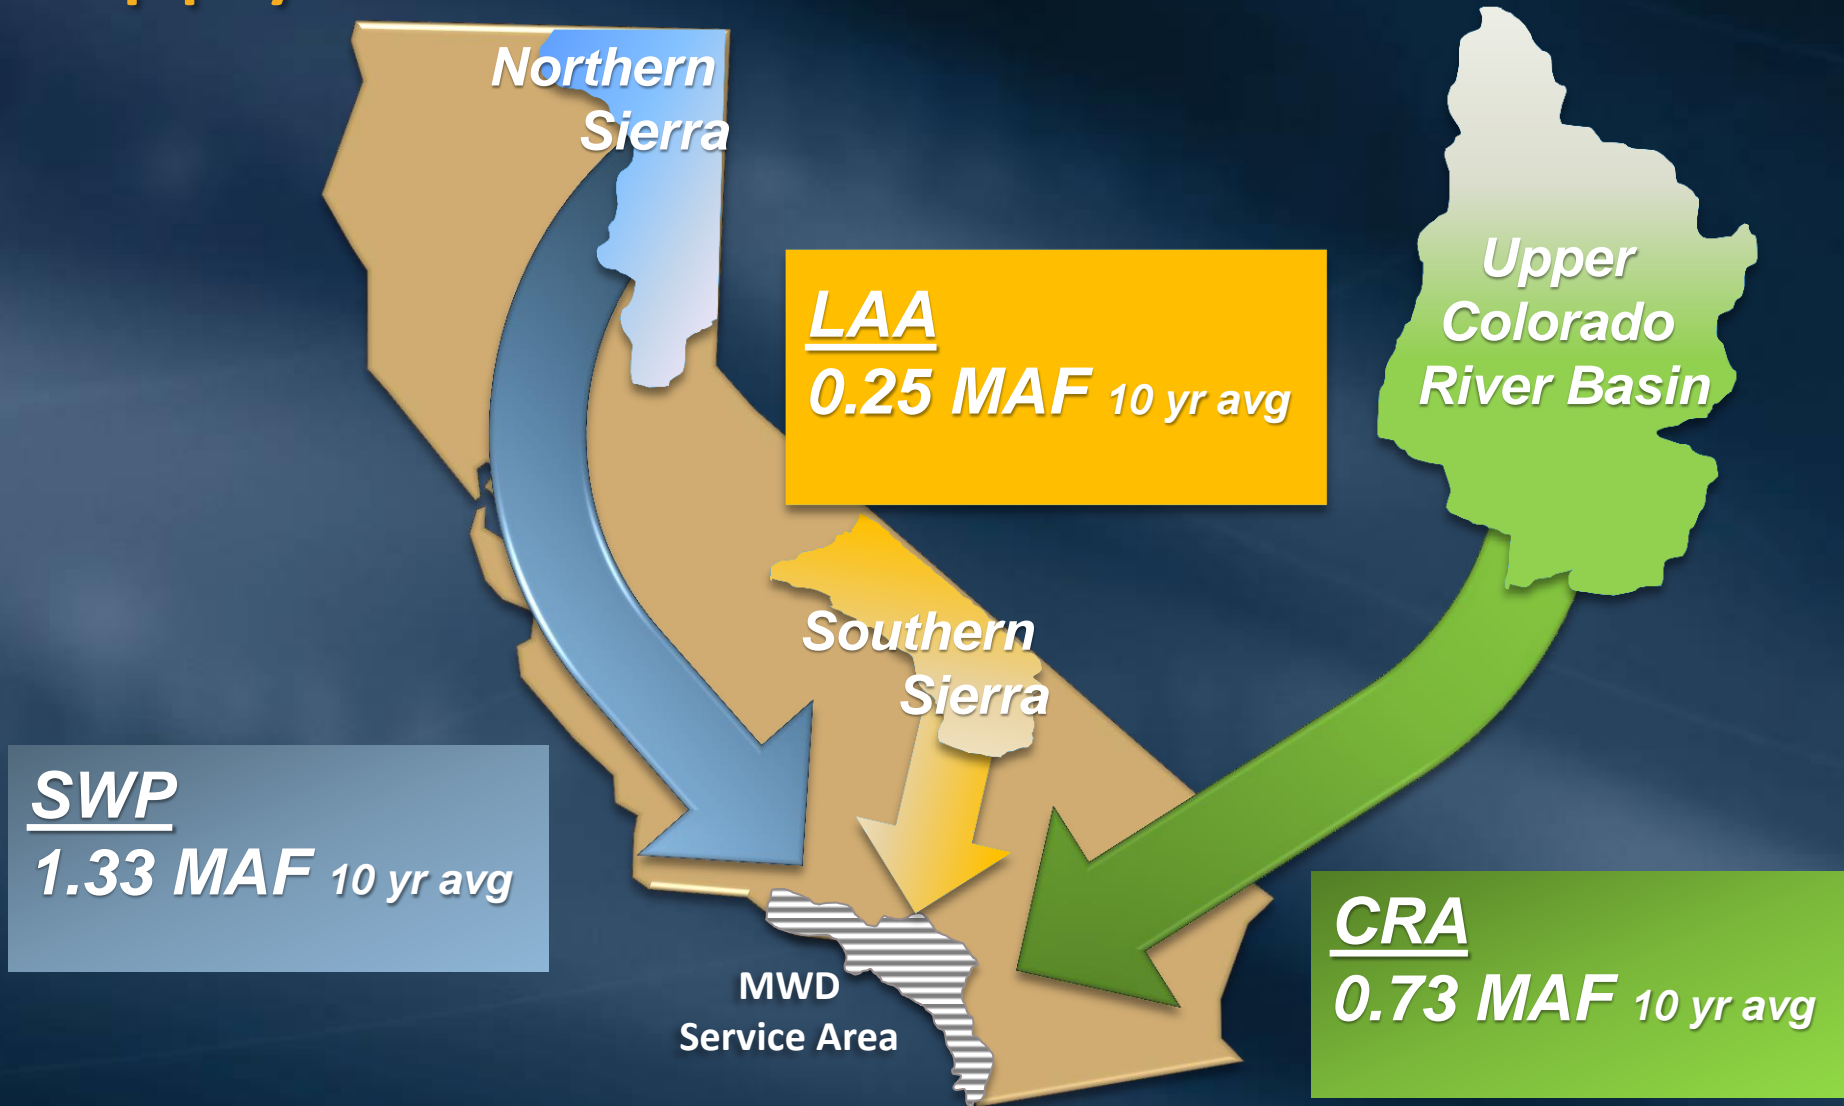 Northern
Sierra
LAA
0.25 MAF 10 yr avg
Upper
Colorado
River Basin
Southern
Sierra
SWP
1.33 MAF 10 yr avg
CRA
0.73 MAF 10 yr avg
MWD
Service Area